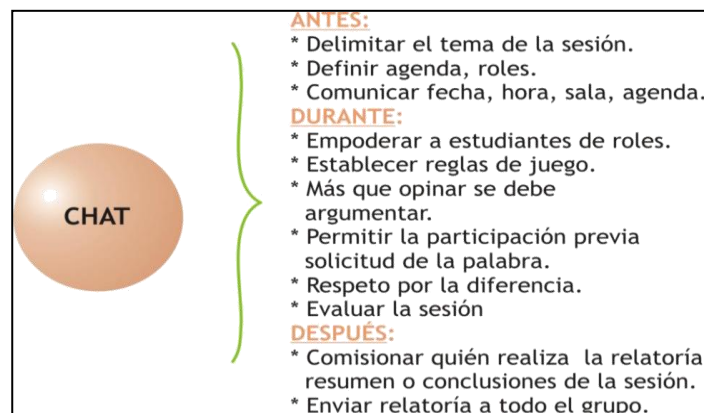 ANTES:
* Delimitar el tema de la sesión.
* Definir agenda, roles.
* Comunicar fecha, hora, sala, agenda.
DURANTE:
* Empoderar a estudiantes de roles.
* Establecer reglas de juego.
* Más que opinar se debe
argumentar.
* Permitir la participación previa
solicitud de la palabra.
* Respeto por la diferencia.
* Evaluar la sesión
DESPUÉS:
* Comisionar quién realiza la relatoría
resumen o conclusiones de la sesión.
* Enviar relatoría a todo el grupo.
CHAT